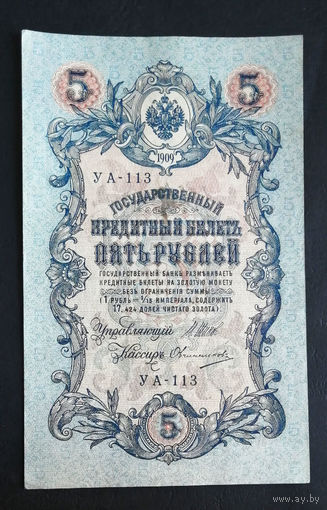 5 5
1909
УА-113
ГОСУДАРСТВЕННЫЙ
КРЕДИТНЫЙ БИЛЕТЪ
ПЯТЬ РУБЛЕЙ
ГОСУДАРСТВЕННЫЙ БАНКЪ РАЗМѢНИВАЕТЪ
КРЕДИТНЫЕ БИЛЕТЫ НА ЗОЛОТУЮ МОНЕТУ
БЕЗЪ ОГРАНИЧЕНІЯ СУММЫ
(1 РУБЛЬ = 1/15 ИМПЕРІАЛА, СОДЕРЖИТЪ
17,424 ДОЛЕЙ ЧИСТАГО ЗОЛОТА)
Управляющій
Кассиръ
УА-113
5
www.ay.by